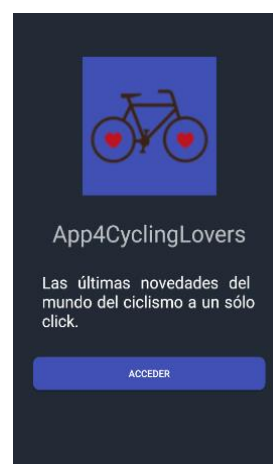 App4CyclingLovers
Las últimas novedades del
mundo del ciclismo a un sólo
click.
ACCEDER